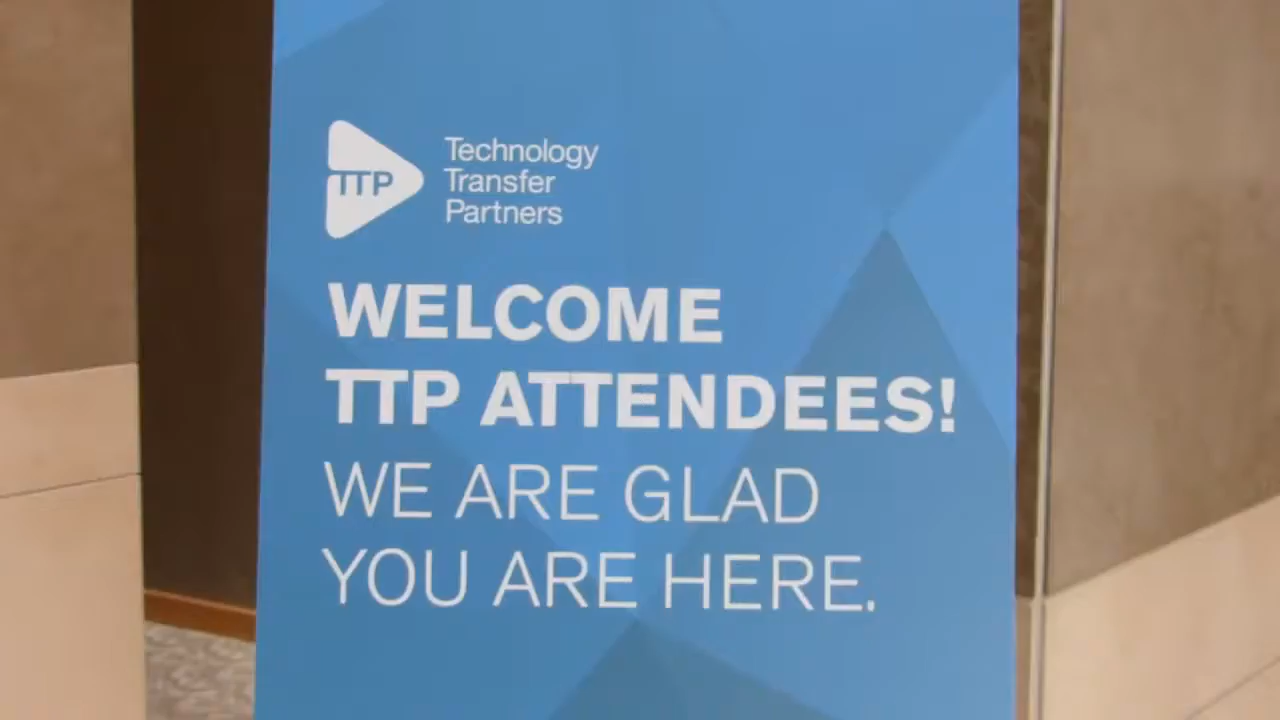 TTP
Technology
Transfer
Partners
WELCOME
TTP ATTENDEES!
WE ARE GLAD
YOU ARE HERE.